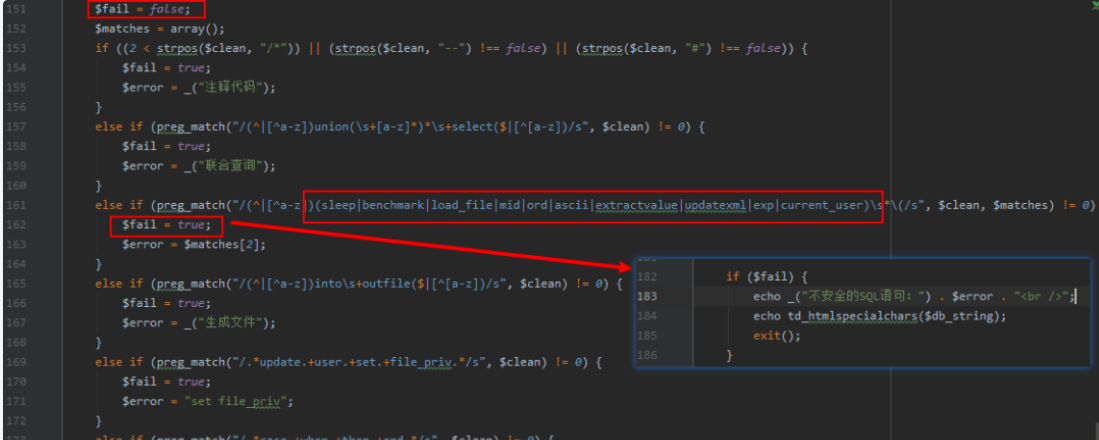 151 $fail = false;
152 $matches = array();
153 if ((2 < strpos($clean, "/*")) || (strpos($clean, "--") !== false) || (strpos($clean, "#") !== false)) {
154 $fail = true;
155 $error = _("注释代码");
156 }
157 else if (preg_match("/(^|[^a-z])union(\s+[a-z]*)*\s+select($|[^[a-z])/s", $clean) != 0) {
158 $fail = true;
159 $error = _("联合查询");
160 }
161 else if (preg_match("/(^|[^a-z])(sleep|benchmark|load_file|mid|ord|ascii|extractvalue|updatexml|exp|current_user)\s*\(/s", $clean, $matches) != 0)
162 $fail = true;
163 $error = $matches[2];
164 }
165 else if (preg_match("/(^|[^a-z])into\s+outfile($|[^[a-z])/s", $clean) != 0) {
166 $fail = true;
167 $error = _("生成文件");
168 }
169 else if (preg_match("/.*update.+user.+set.+file_priv.*/s", $clean) != 0) {
170 $fail = true;
171 $error = "set file_priv";
172 }
182 if ($fail) {
183 echo _("不安全的SQL语句：") . $error . "<br />";
184 echo td_htmlspecialchars($db_string);
185 exit();
186 }